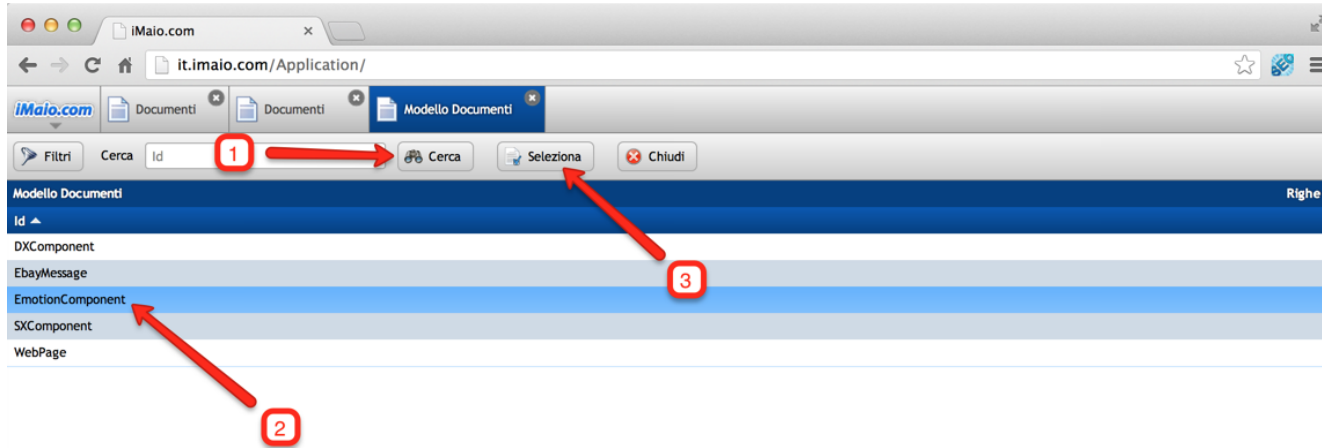 iMaio.com
it.imaio.com/Application/
iMaio.com Documenti Documenti Modello Documenti
Filtri Cerca Id 1 Cerca Seleziona Chiudi
Modello Documenti Righe
Id
DXComponent
EbayMessage
3
EmotionComponent
SXComponent
WebPage
2